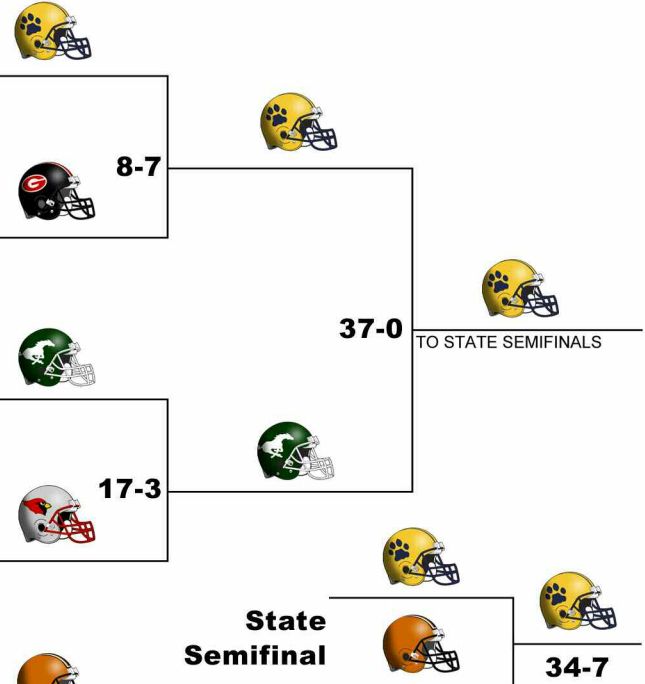 8-7
G
37-0
TO STATE SEMIFINALS
17-3
State
Semifinal
34-7